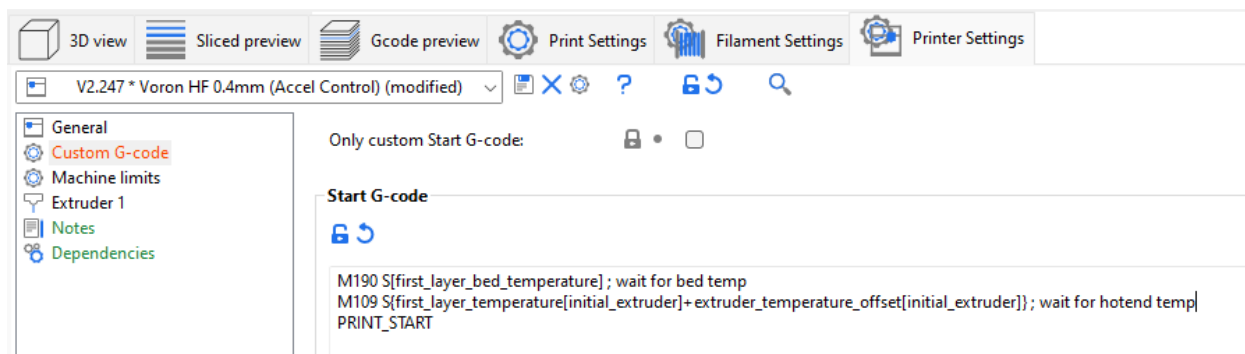 3D view
Sliced preview
Gcode preview
Print Settings
Filament Settings
Printer Settings
V2.247 * Voron HF 0.4mm (Accel Control) (modified)
?
General
Custom G-code
Machine limits
Extruder 1
Notes
Dependencies
Only custom Start G-code:
Start G-code
M190 S[first_layer_bed_temperature] ; wait for bed temp
M109 S{first_layer_temperature[initial_extruder]+extruder_temperature_offset[initial_extruder]} ; wait for hotend temp
PRINT_START